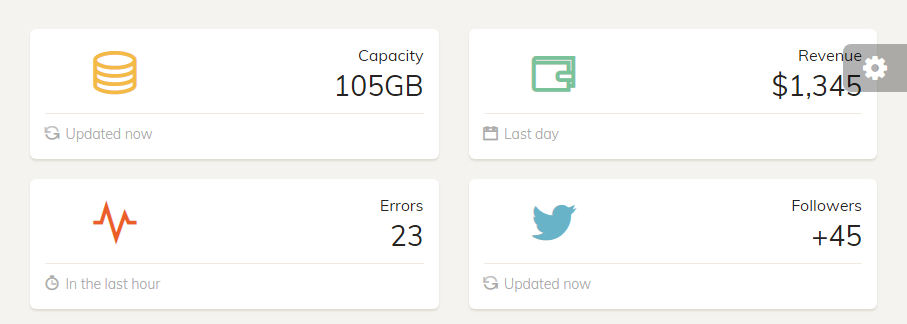 Capacity
105GB
Updated now
Revenue
$1,345
Last day
Errors
23
In the last hour
Followers
+45
Updated now